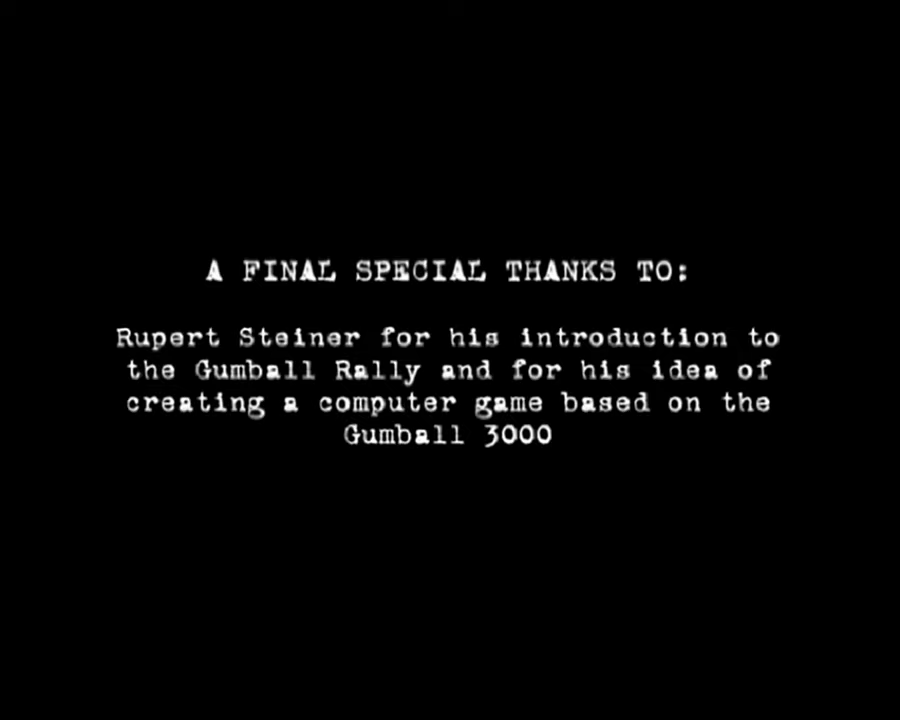 A FINAL SPECIAL THANKS TO:
Rupert Steiner for his introduction to
the Gumball Rally and for his idea of
creating a computer game based on the
Gumball 3000